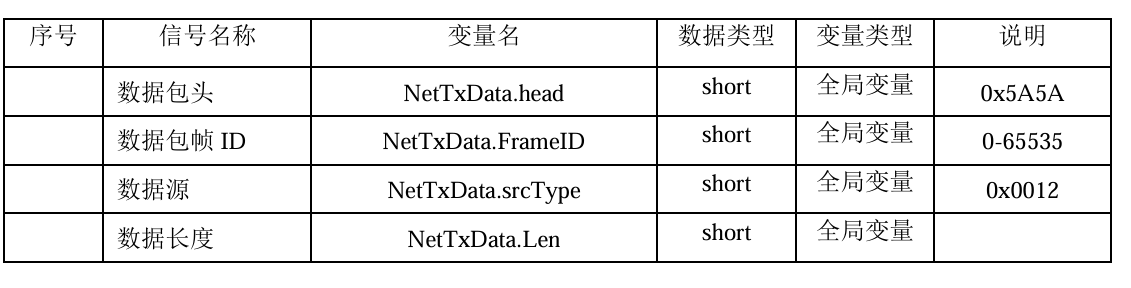 序号 信号名称 变量名 数据类型 变量类型 说明
数据包头 NetTxData.head short 全局变量 0x5A5A
数据包帧 ID NetTxData.FrameID short 全局变量 0-65535
数据源 NetTxData.srcType short 全局变量 0x0012
数据长度 NetTxData.Len short 全局变量